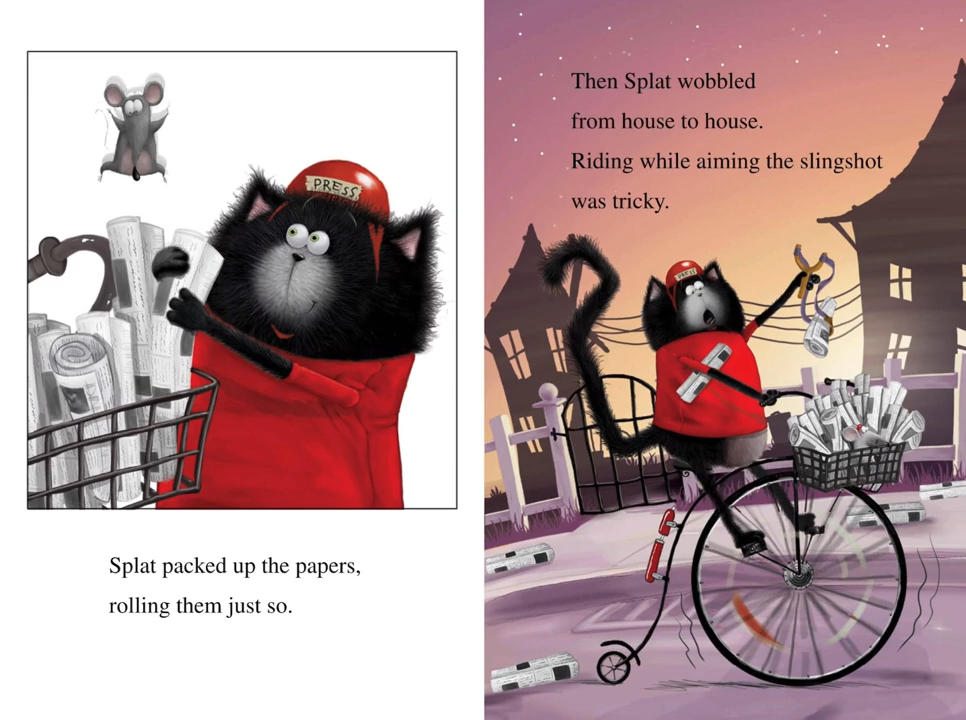 PRESS
Splat packed up the papers,
rolling them just so.
Then Splat wobbled
from house to house.
Riding while aiming the slingshot
was tricky.
PRESS